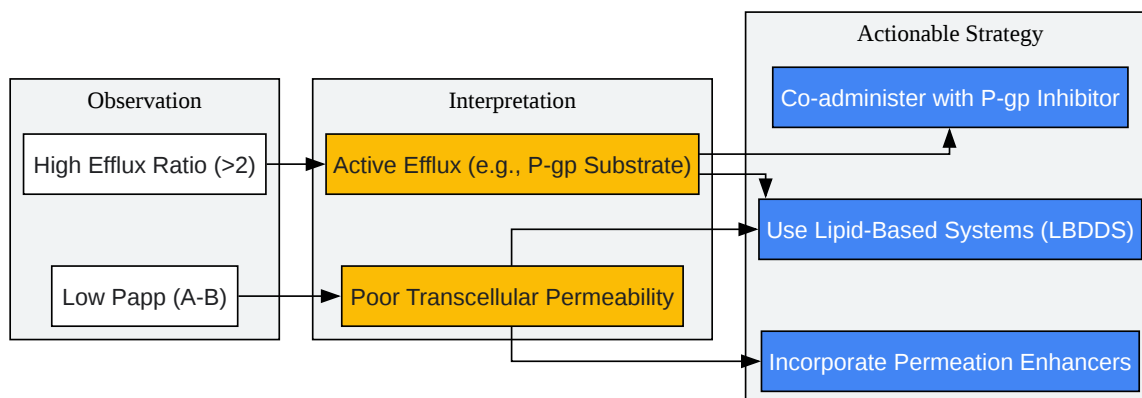 Observation
High Efflux Ratio (>2)
Low Papp (A-B)
Interpretation
Active Efflux (e.g., P-gp Substrate)
Poor Transcellular Permeability
Actionable Strategy
Co-administer with P-gp Inhibitor
Use Lipid-Based Systems (LBDDS)
Incorporate Permeation Enhancers